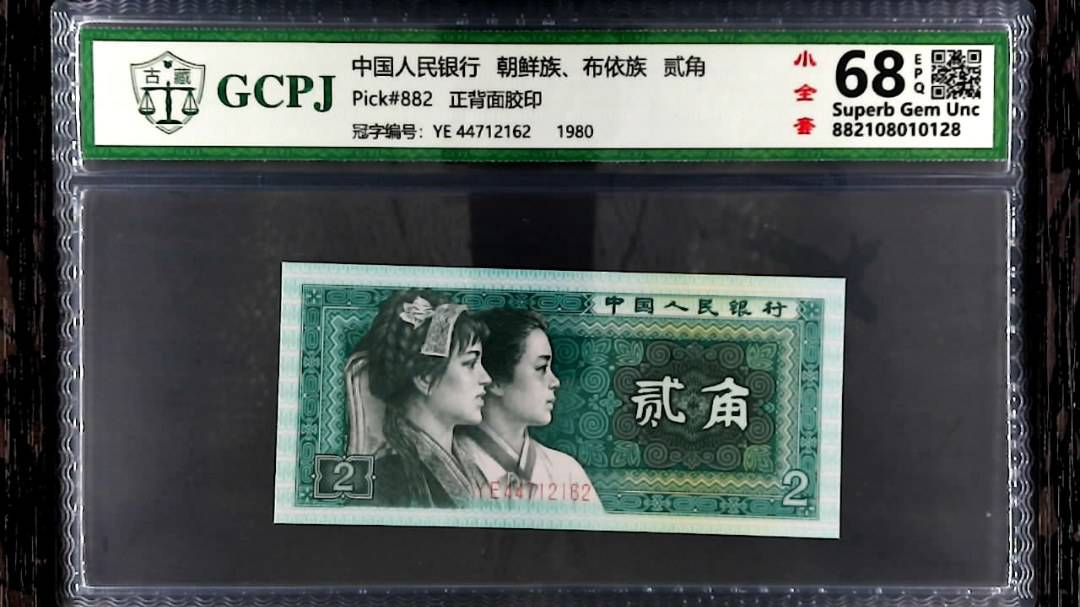 古藏
GCPJ
中国人民银行 朝鲜族、布依族 贰角
Pick#882 正背面胶印
冠字编号: YE 44712162 1980
小全套
68
EPQ
Superb Gem Unc
882108010128
中国人民银行
贰角
2
YE44712162
2